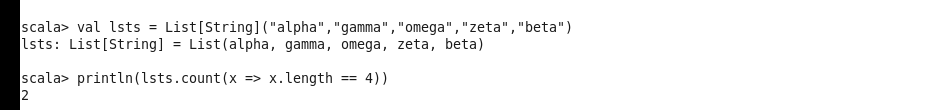 scala> val lsts = List[String]("alpha","gamma","omega","zeta","beta")
lsts: List[String] = List(alpha, gamma, omega, zeta, beta)
scala> println(lsts.count(x => x.length == 4))
2